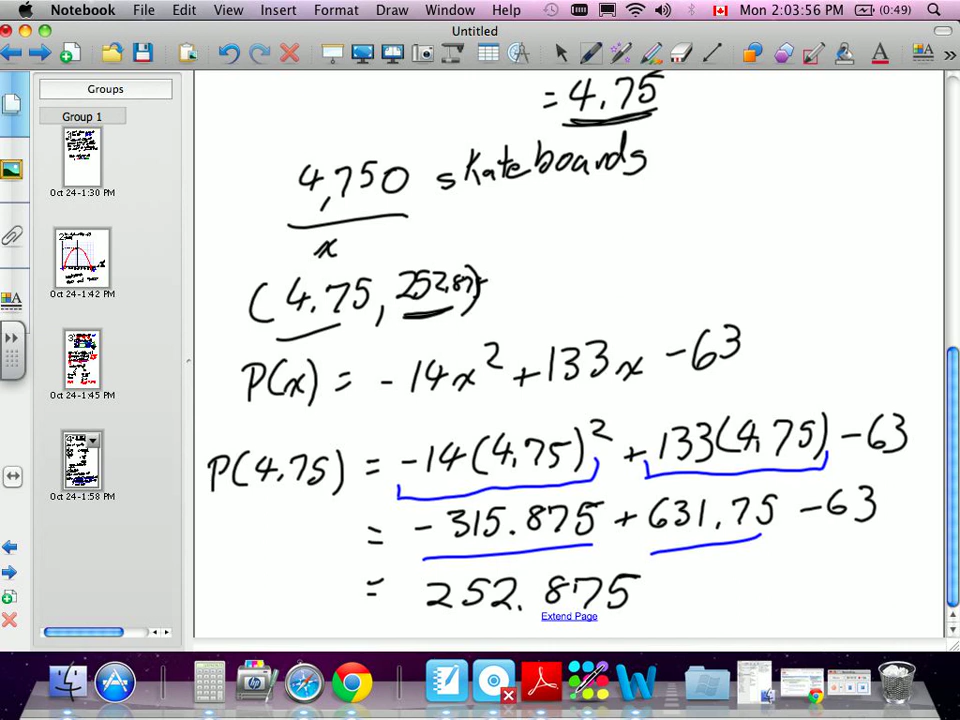 Notebook File Edit View Insert Format Draw Window Help Mon 2:03:56 PM (0:49)
Untitled
Groups
Group 1
Oct 24-1:30 PM
Oct 24-1:42 PM
Oct 24-1:45 PM
Oct 24-1:58 PM
= 4.75
4,750 skateboards
x
(4.75, 252.875)
P(x) = -14x² +133x -63
P(4.75) = -14(4.75)² +133(4.75) -63
= -315.875 + 631.75 -63
= 252.875
Extend Page